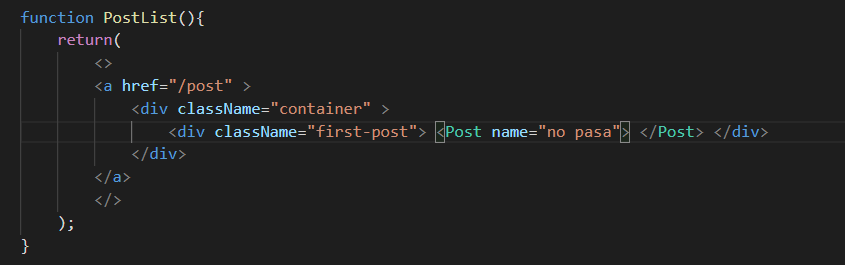 function PostList(){
return(
<>
<a href="/post" >
<div className="container" >
<div className="first-post"> <Post name="no pasa"> </Post> </div>
</div>
</a>
</>
);
}